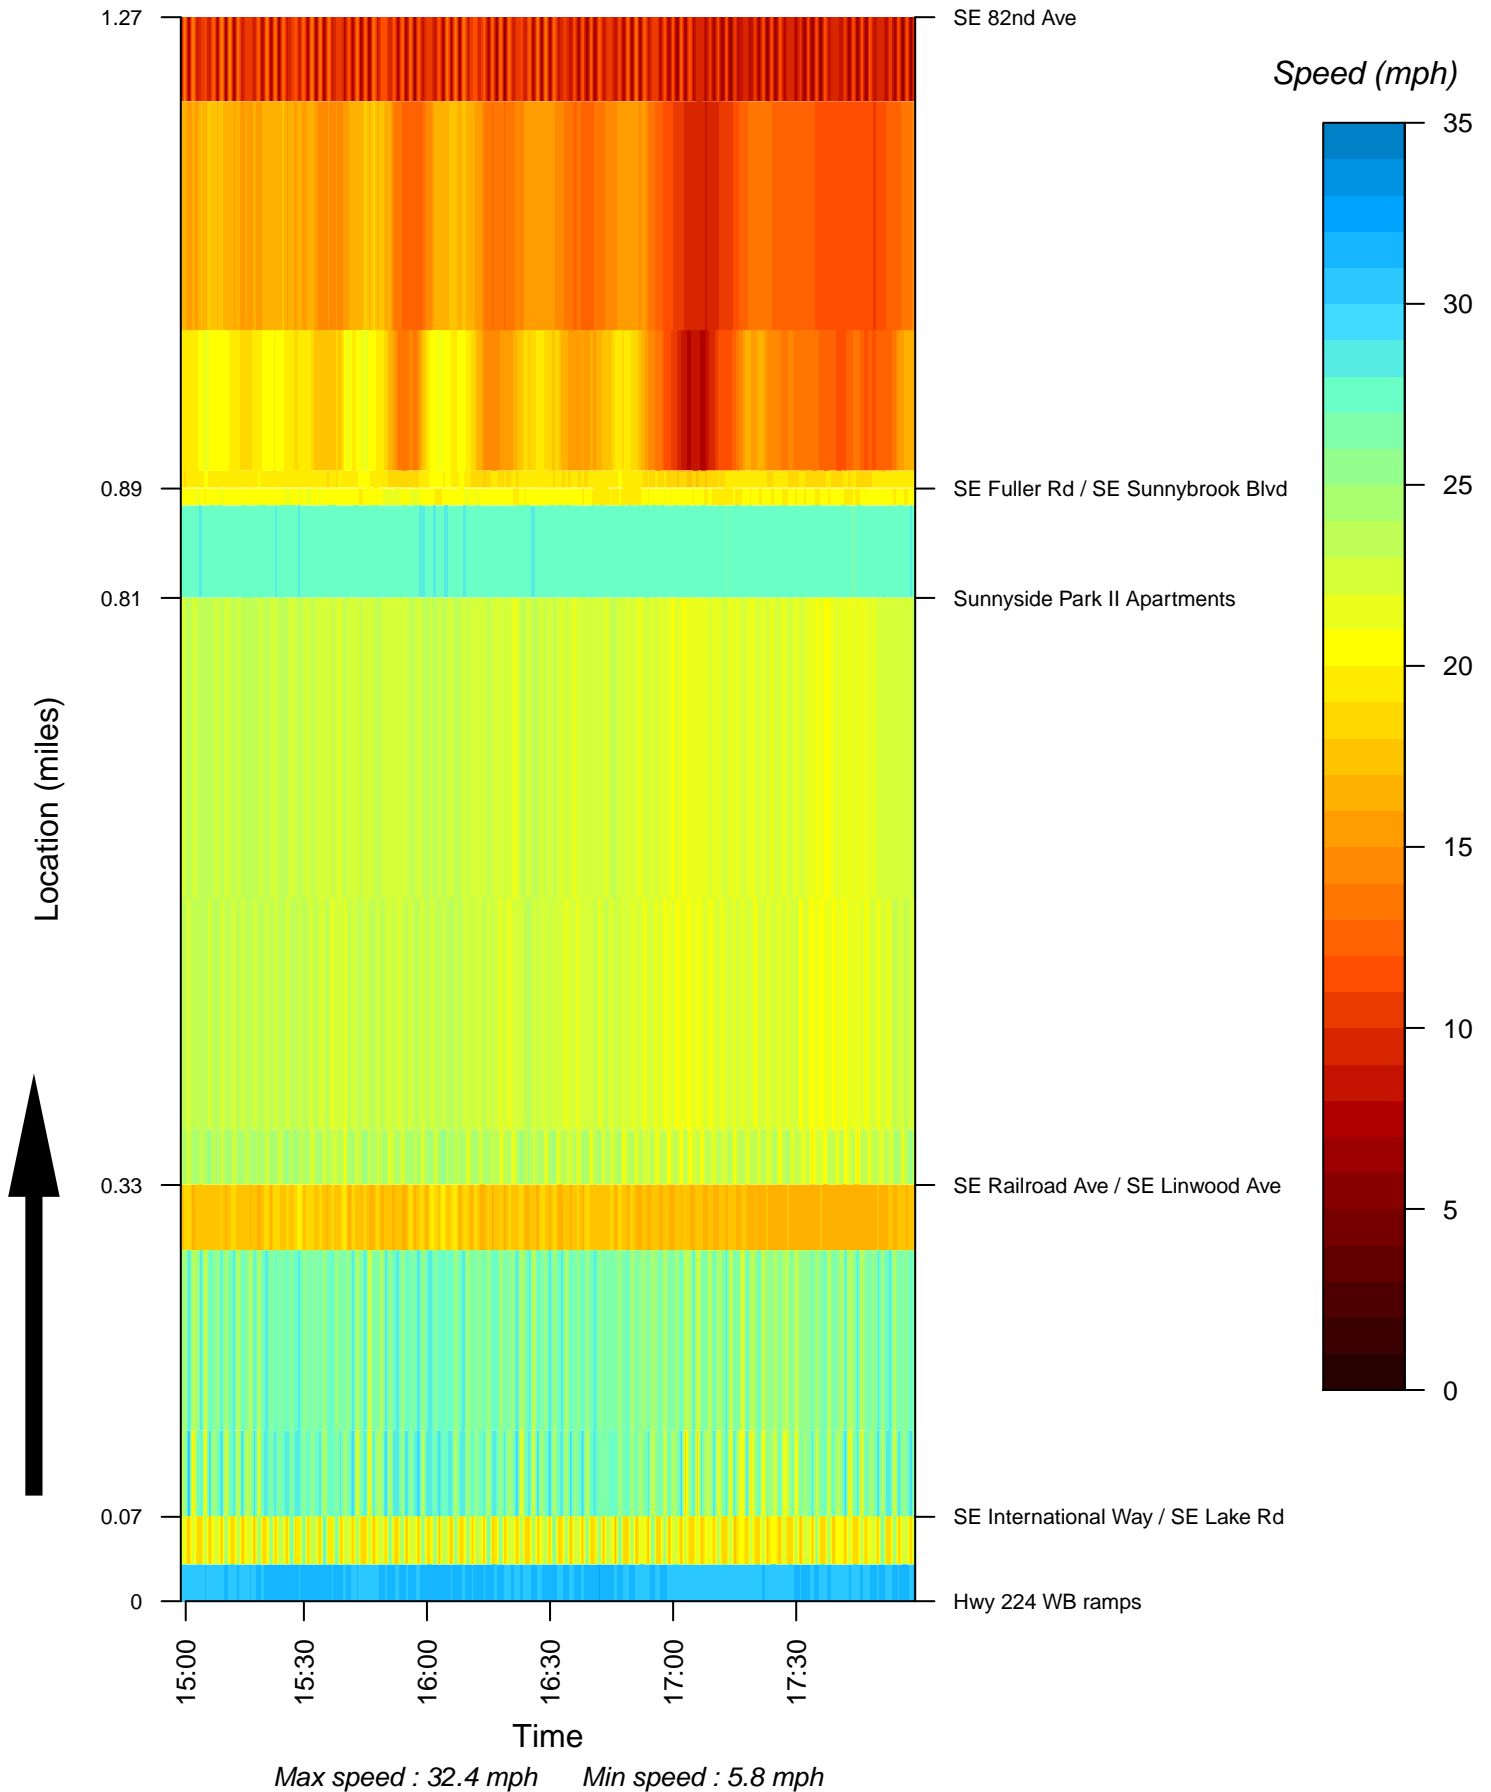 1.27
SE 82nd Ave
Speed (mph)
35
30
25
20
15
10
5
0
0.89
SE Fuller Rd / SE Sunnybrook Blvd
0.81
Sunnyside Park II Apartments
Location (miles)
0.33
SE Railroad Ave / SE Linwood Ave
0.07
SE International Way / SE Lake Rd
0
Hwy 224 WB ramps
15:00
15:30
16:00
16:30
17:00
17:30
Time
Max speed : 32.4 mph Min speed : 5.8 mph